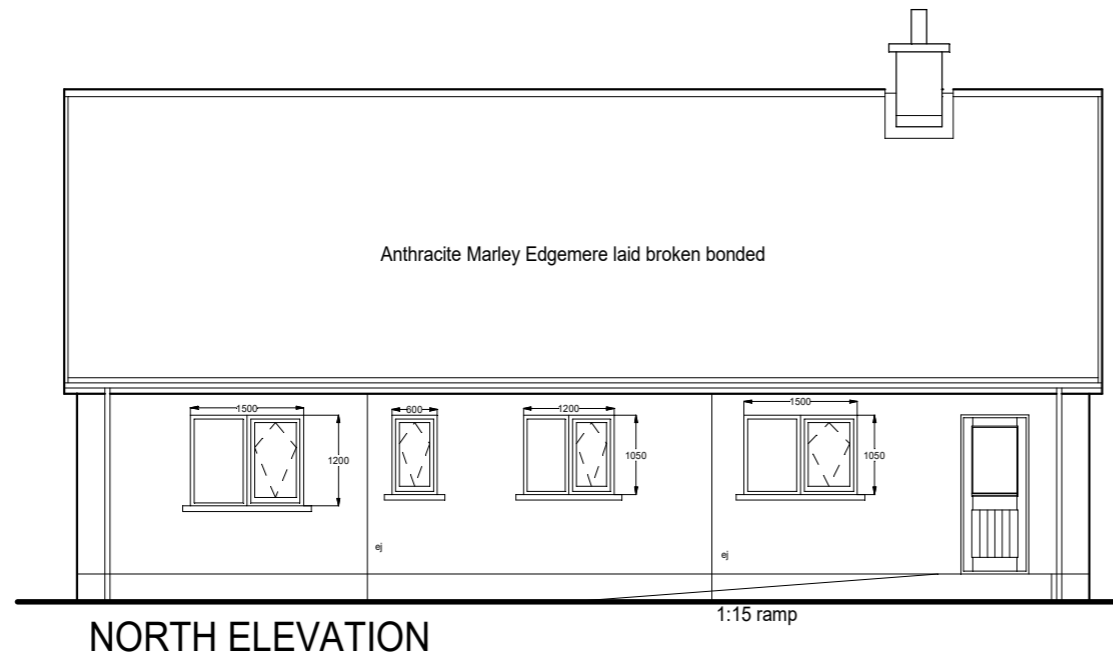 Anthracite Marley Edgemere laid broken bonded
1500
600
1200
1500
1200
1050
1050
ej
ej
1:15 ramp
NORTH ELEVATION